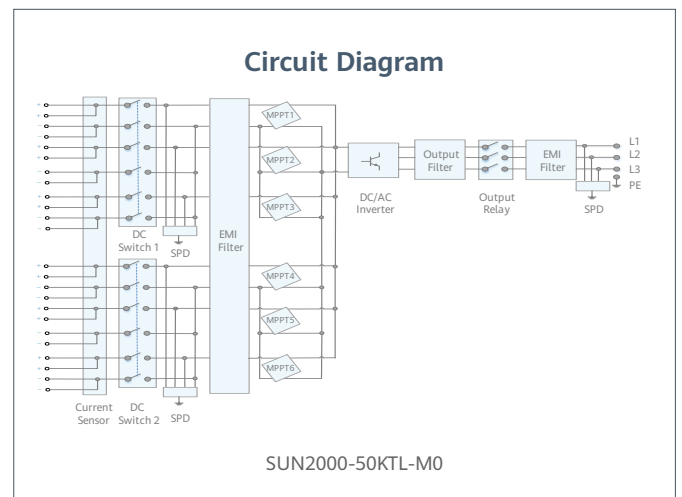 Circuit Diagram
MPPT1
MPPT2
MPPT3
MPPT4
MPPT5
MPPT6
DC
Switch 1
SPD
EMI
Filter
DC/AC
Inverter
Output
Filter
Output
Relay
EMI
Filter
SPD
L1
L2
L3
PE
Current
Sensor
DC
Switch 2
SPD
SUN2000-50KTL-M0